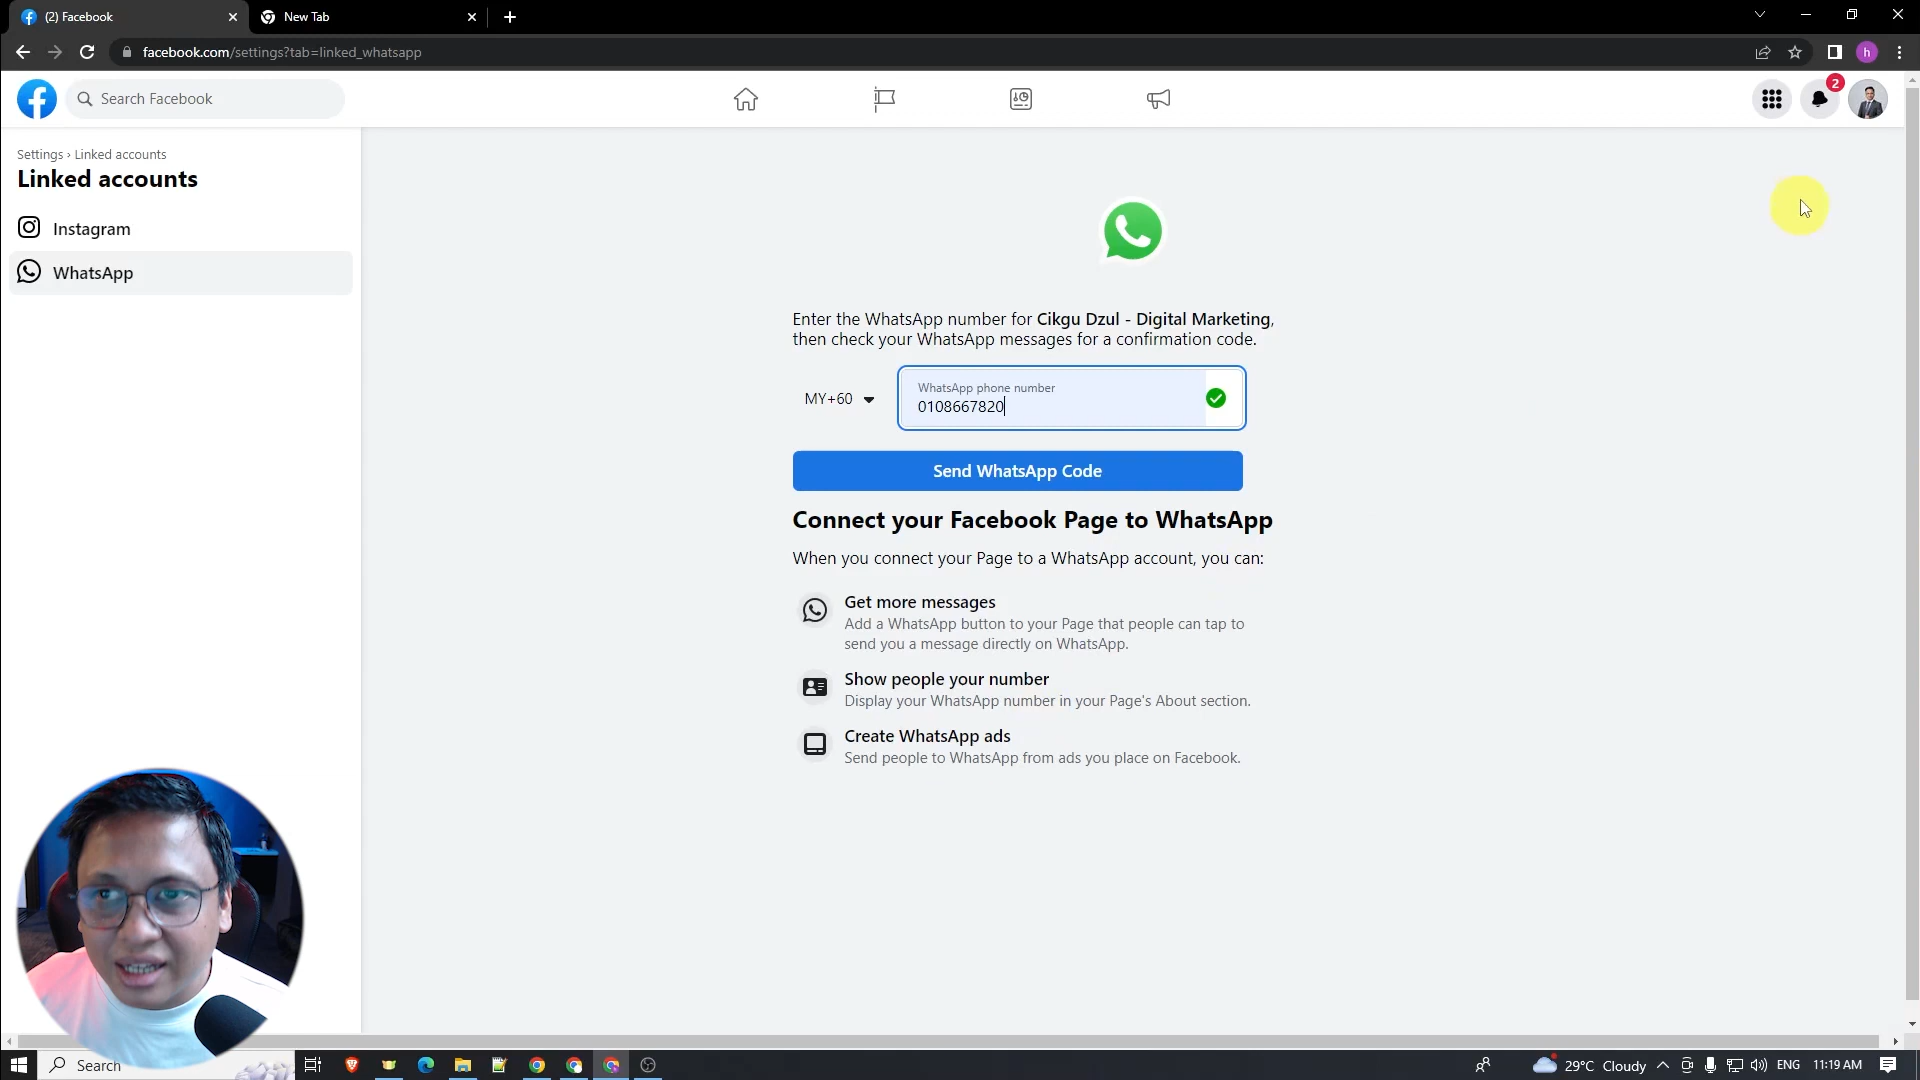 (2) Facebook
New Tab
facebook.com/settings?tab=linked_whatsapp
h
Search Facebook
2
Settings › Linked accounts
Linked accounts
Instagram
WhatsApp
Enter the WhatsApp number for Cikgu Dzul - Digital Marketing,
then check your WhatsApp messages for a confirmation code.
MY+60
WhatsApp phone number
0108667820
Send WhatsApp Code
Connect your Facebook Page to WhatsApp
When you connect your Page to a WhatsApp account, you can:
Get more messages
Add a WhatsApp button to your Page that people can tap to
send you a message directly on WhatsApp.
Show people your number
Display your WhatsApp number in your Page's About section.
Create WhatsApp ads
Send people to WhatsApp from ads you place on Facebook.
Search
29°C Cloudy
ENG
11:19 AM